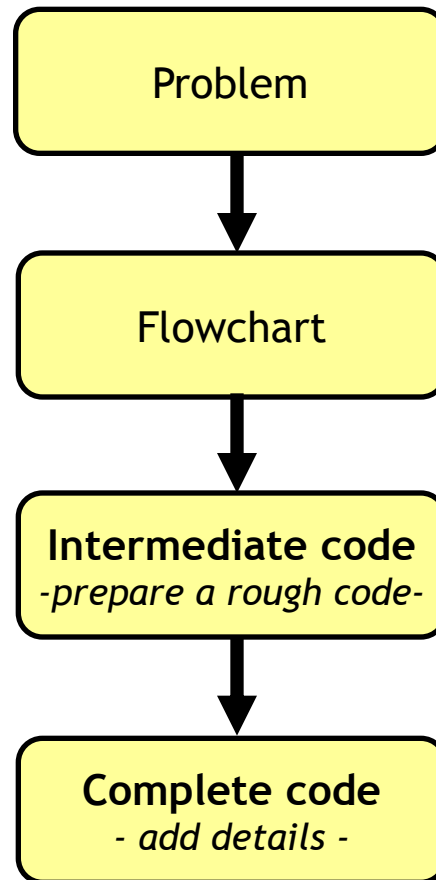 Problem
Flowchart
Intermediate code
-prepare a rough code-
Complete code
- add details -